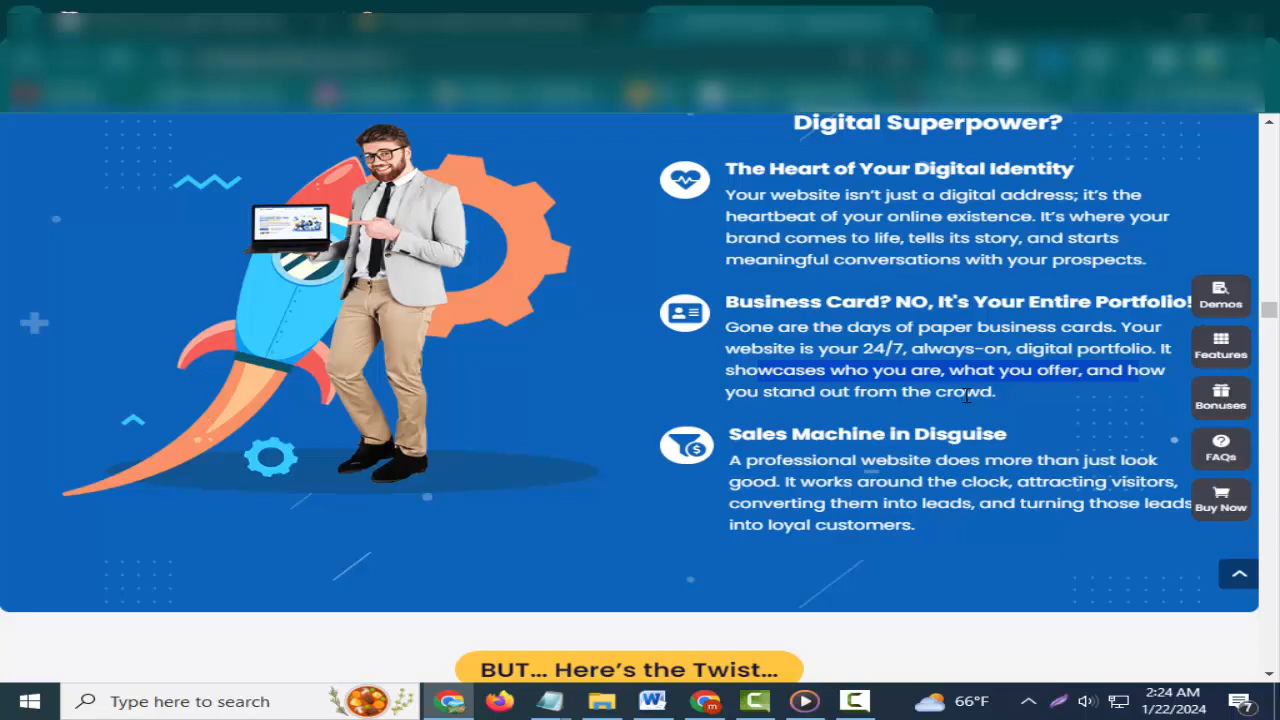 Digital Superpower?
The Heart of Your Digital Identity
Your website isn't just a digital address; it's the
heartbeat of your online existence. It's where your
brand comes to life, tells its story, and starts
meaningful conversations with your prospects.
Business Card? NO, It's Your Entire Portfolio!
Gone are the days of paper business cards. Your
website is your 24/7, always-on, digital portfolio. It
showcases who you are, what you offer, and how
you stand out from the crowd.
Sales Machine in Disguise
A professional website does more than just look
good. It works around the clock, attracting visitors,
converting them into leads, and turning those leads
into loyal customers.
Demos
Features
Bonuses
FAQs
Buy Now
BUT... Here's the Twist...
Type here to search
66°F
2:24 AM
1/22/2024
7